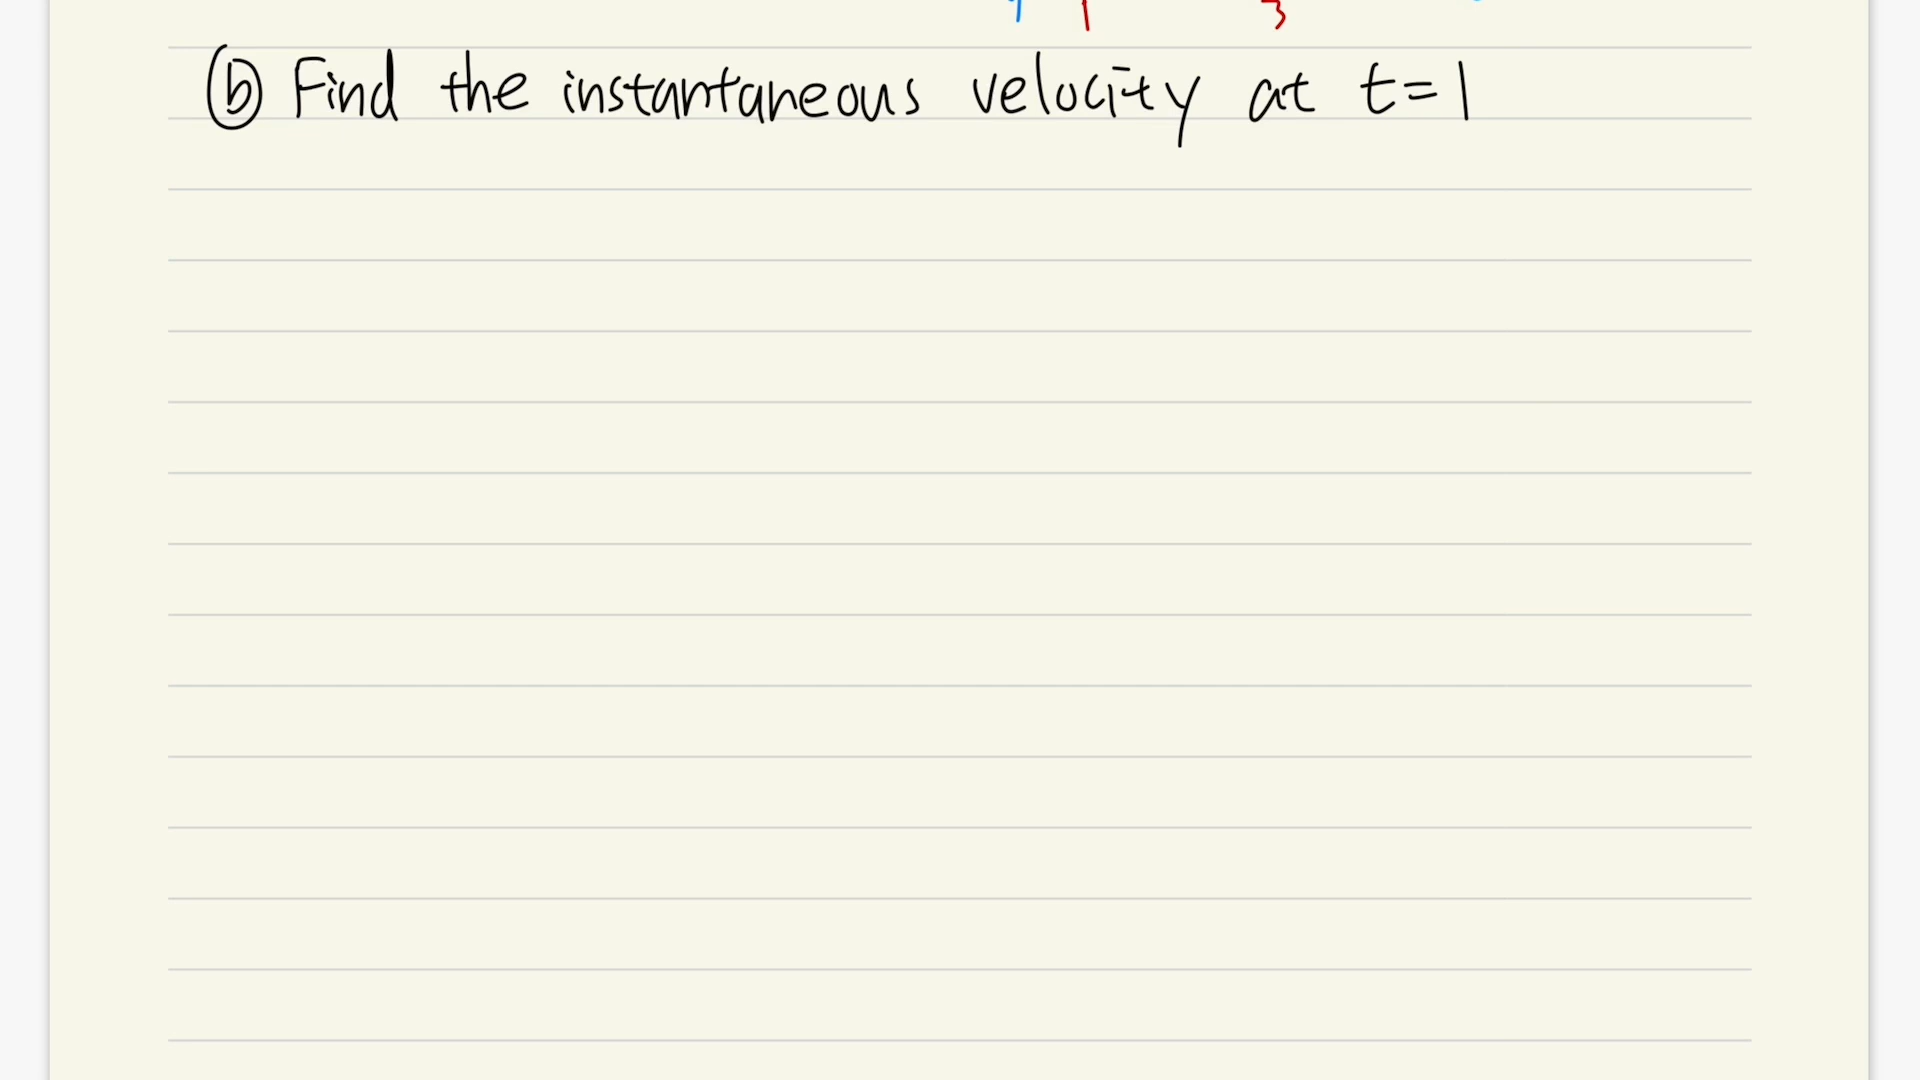 ⓑ Find the instantaneous velocity at t=1